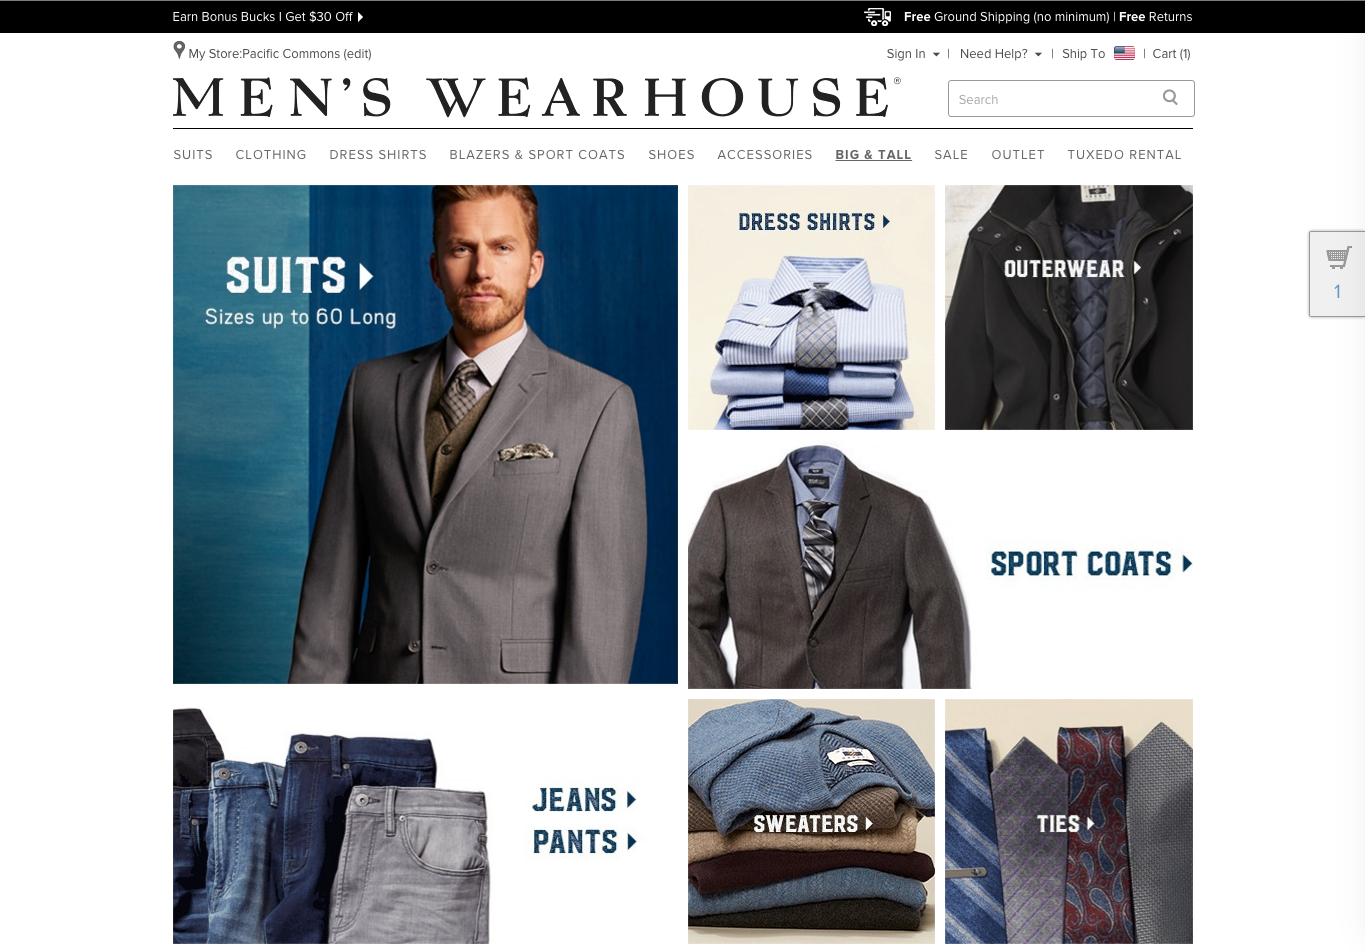 Earn Bonus Bucks I Get $30 Off
Free Ground Shipping (no minimum) | Free Returns
My Store:Pacific Commons (edit)
Sign In | Need Help? | Ship To | Cart (1)
MEN'S WEARHOUSE®
Search
SUITS CLOTHING DRESS SHIRTS BLAZERS & SPORT COATS SHOES ACCESSORIES BIG & TALL SALE OUTLET TUXEDO RENTAL
SUITS
Sizes up to 60 Long
DRESS SHIRTS
OUTERWEAR
1
SPORT COATS
JEANS
PANTS
SWEATERS
TIES